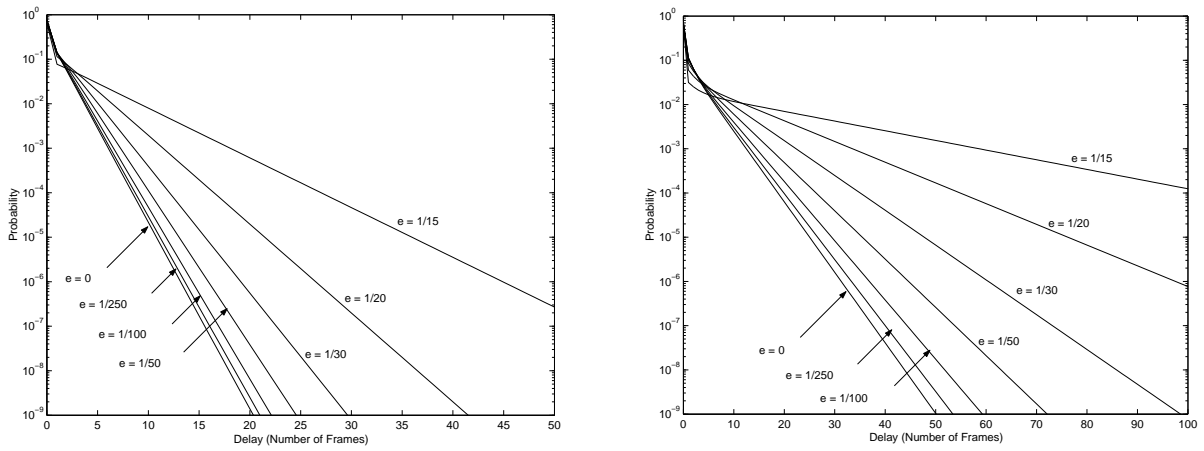 10^0
10^-1
10^-2
10^-3
10^-4
10^-5
10^-6
10^-7
10^-8
10^-9
Probability
0 5 10 15 20 25 30 35 40 45 50
Delay (Number of Frames)
e = 1/15
e = 1/20
e = 1/30
e = 0
e = 1/250
e = 1/100
e = 1/50
10^0
10^-1
10^-2
10^-3
10^-4
10^-5
10^-6
10^-7
10^-8
10^-9
Probability
0 10 20 30 40 50 60 70 80 90 100
Delay (Number of Frames)
e = 1/15
e = 1/20
e = 1/30
e = 1/50
e = 0
e = 1/250
e = 1/100